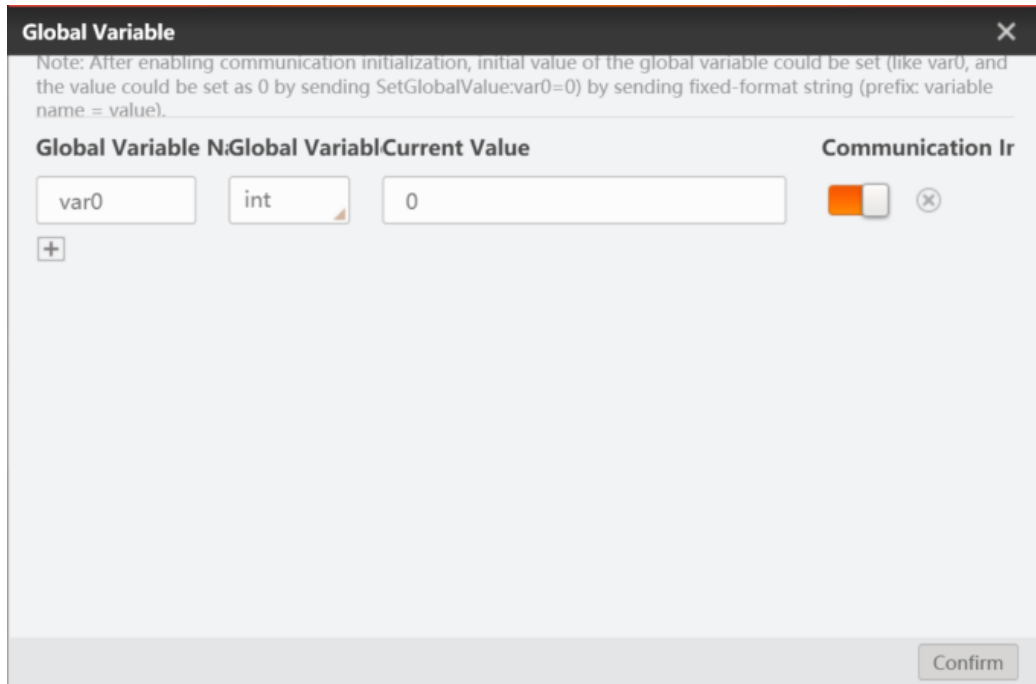 Global Variable
Note: After enabling communication initialization, initial value of the global variable could be set (like var0, and
the value could be set as 0 by sending SetGlobalValue:var0=0) by sending fixed-format string (prefix: variable
name = value).
Global Variable Na Global Variabl Current Value Communication In
var0 int 0
Confirm